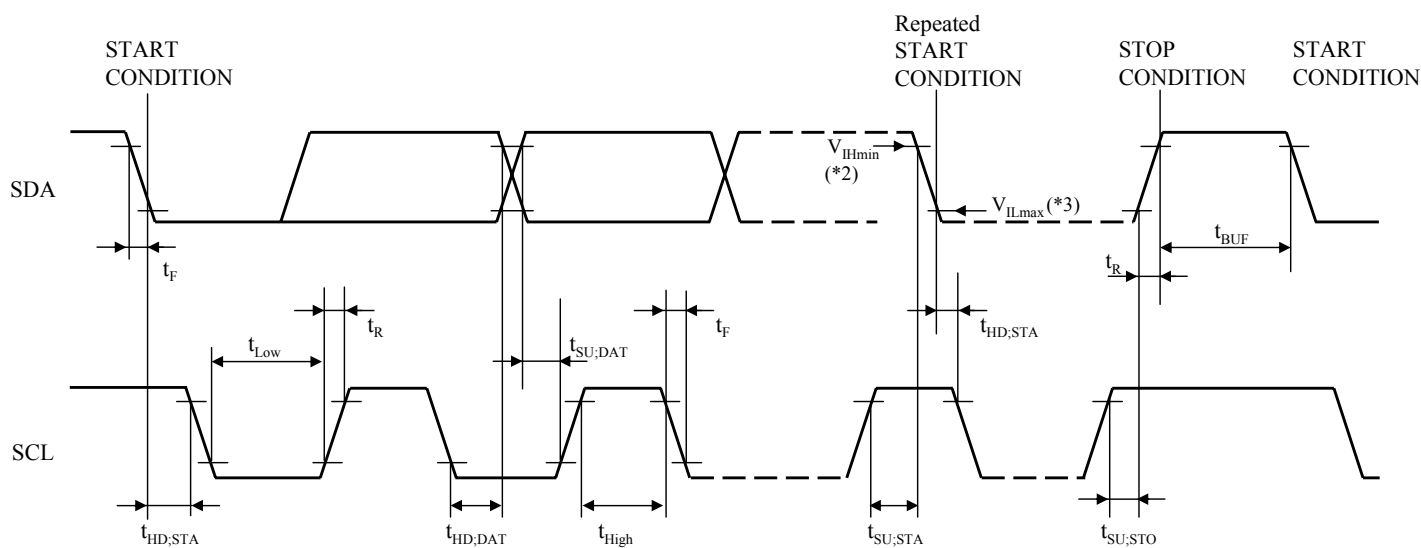 START
CONDITION
Repeated
START
CONDITION
STOP
CONDITION
START
CONDITION
SDA
V_IHmin
(*2)
V_ILmax (*3)
t_F
t_BUF
t_R
t_R
t_Low
t_SU;DAT
t_F
t_HD;STA
SCL
t_HD;STA
t_HD;DAT
t_High
t_SU;STA
t_SU;STO